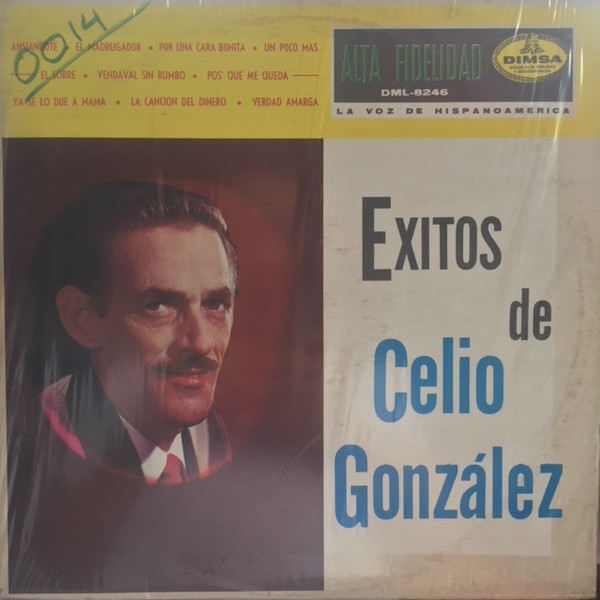 0014
ANSIANDOTE • EL MADRUGADOR • POR UNA CARA BONITA • UN POCO MAS
EL SOBRE • VENDAVAL SIN RUMBO • POS' QUE ME QUEDA
YA SE LO DIJE A MAMA • LA CANCION DEL DINERO • VERDAD AMARGA
ALTA FIDELIDAD
DML-8246
DIMSA
LA VOZ DE HISPANOAMERICA
EXITOS
de
Celio
González